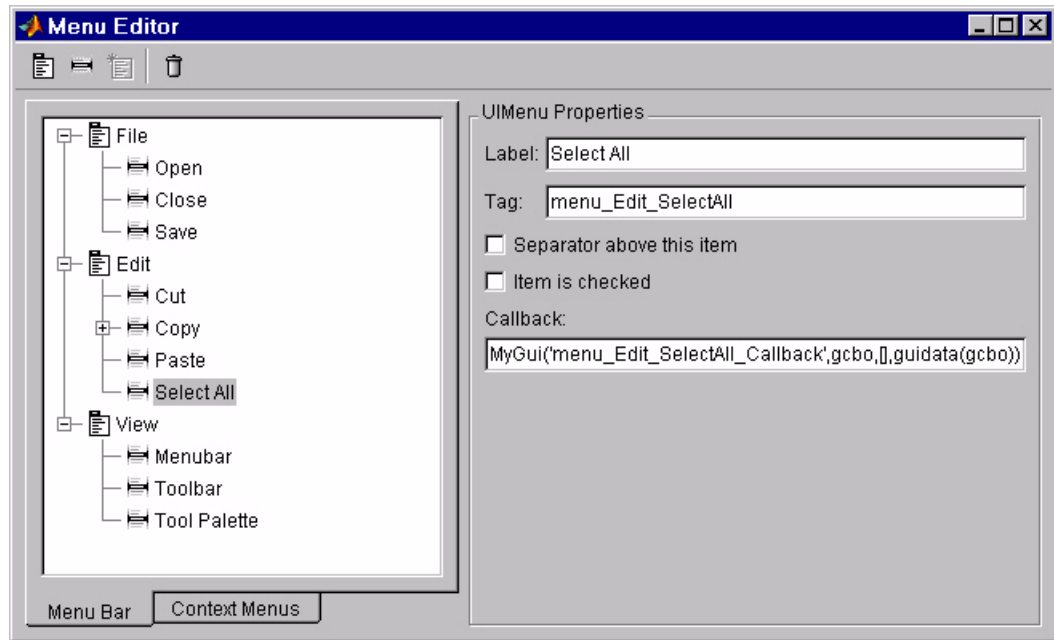 Menu Editor
File
Open
Close
Save
Edit
Cut
Copy
Paste
Select All
View
Menubar
Toolbar
Tool Palette
Menu Bar
Context Menus
UIMenu Properties
Label: Select All
Tag: menu_Edit_SelectAll
Separator above this item
Item is checked
Callback:
MyGui('menu_Edit_SelectAll_Callback',gcbo,[],guidata(gcbo))